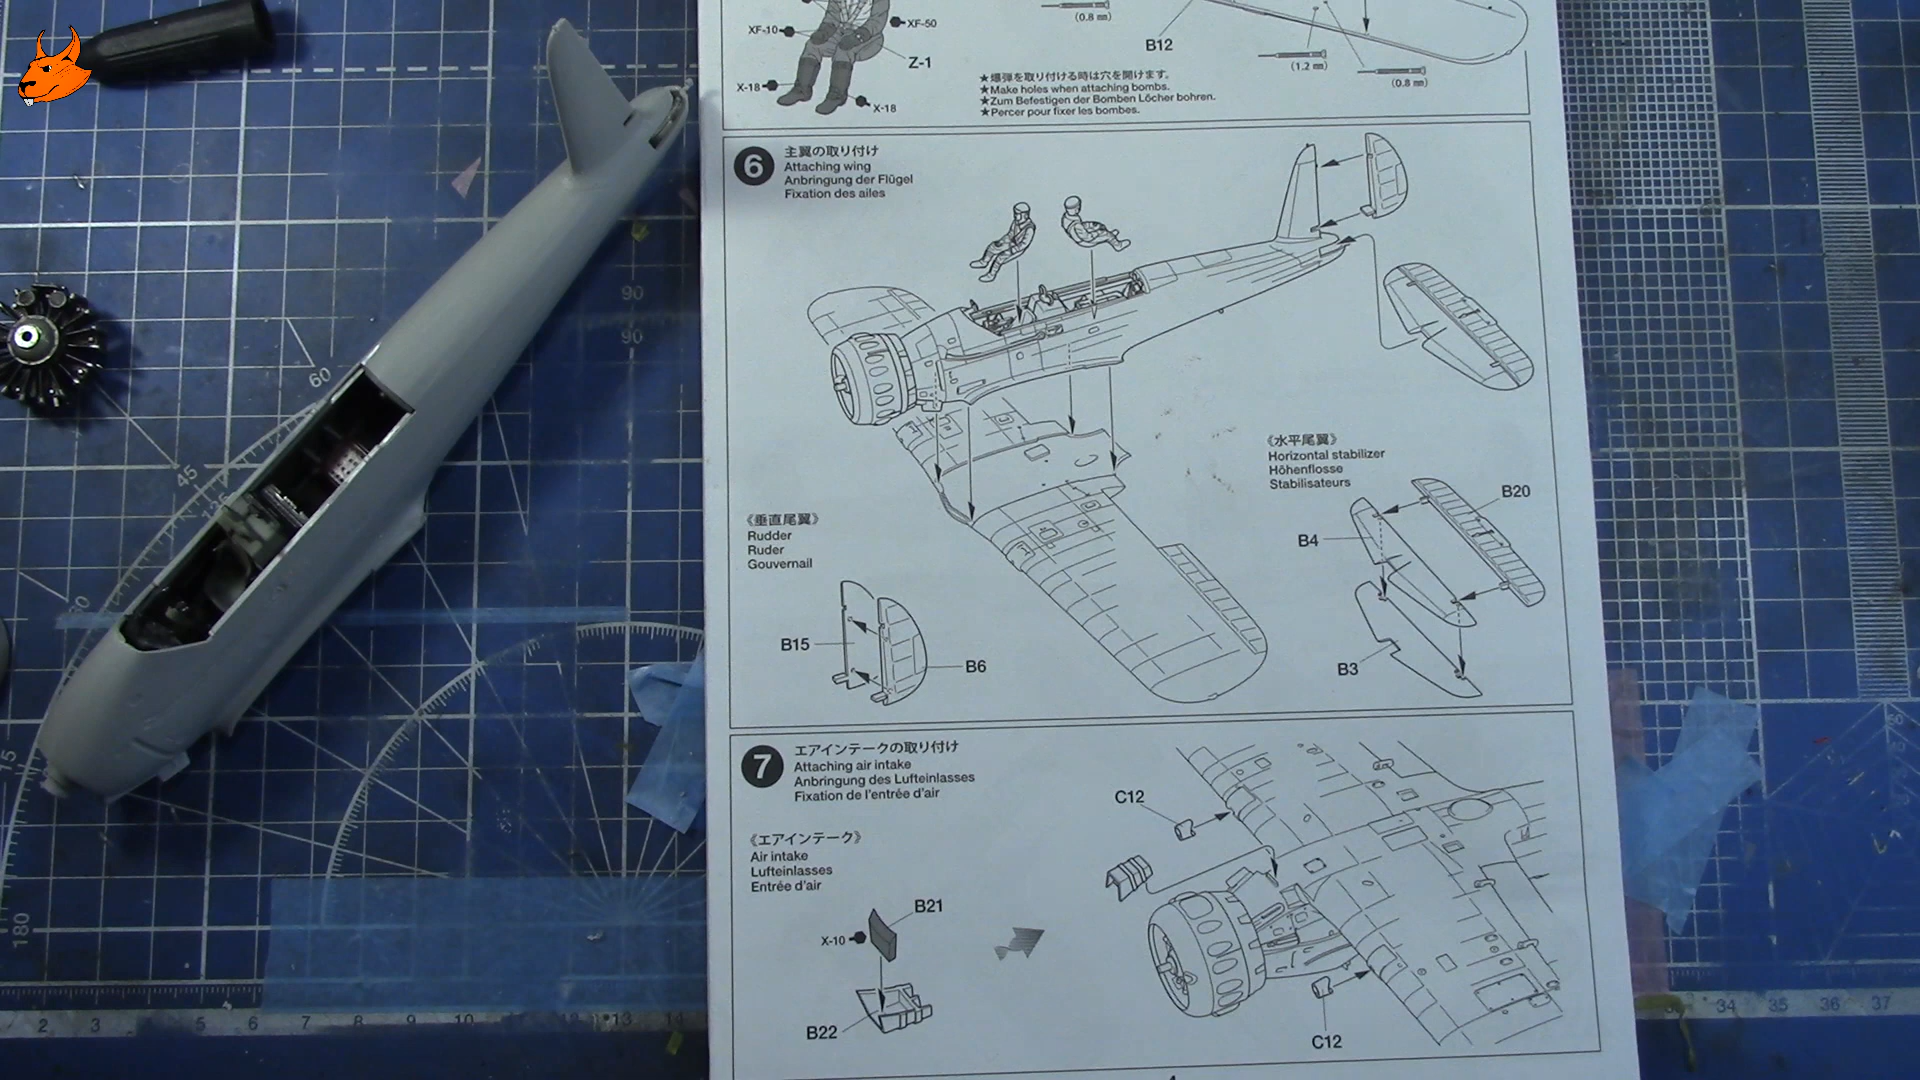 XF-10
XF-50
Z-1
X-18
X-18
(0.8 mm)
B12
(1.2 mm)
(0.8 mm)
★爆弾を取り付ける時は穴を開けます。
★Make holes when attaching bombs.
★Zum Befestigen der Bomben Löcher bohren.
★Percer pour fixer les bombes.
6
主翼の取り付け
Attaching wing
Anbringung der Flügel
Fixation des ailes
《水平尾翼》
Horizontal stabilizer
Höhenflosse
Stabilisateurs
B20
B4
B3
《垂直尾翼》
Rudder
Ruder
Gouvernail
B15
B6
7
エアインテークの取り付け
Attaching air intake
Anbringung des Lufteinlasses
Fixation de l'entrée d'air
《エアインテーク》
Air intake
Lufteinlasses
Entrée d'air
B21
X-10
B22
C12
C12
90
90
60
45
15
180
2 3 5 6 7 8 9 10 13 14
34 35 36 37